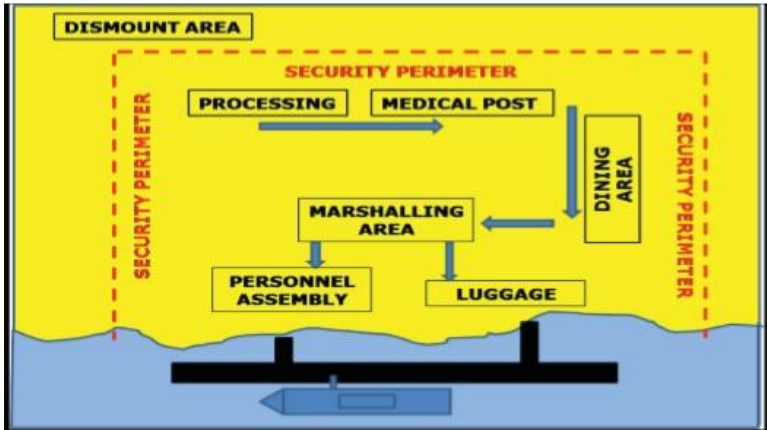 DISMOUNT AREA
SECURITY PERIMETER
PROCESSING
MEDICAL POST
SECURITY PERIMETER
DINING
AREA
SECURITY PERIMETER
MARSHALLING
AREA
PERSONNEL
ASSEMBLY
LUGGAGE